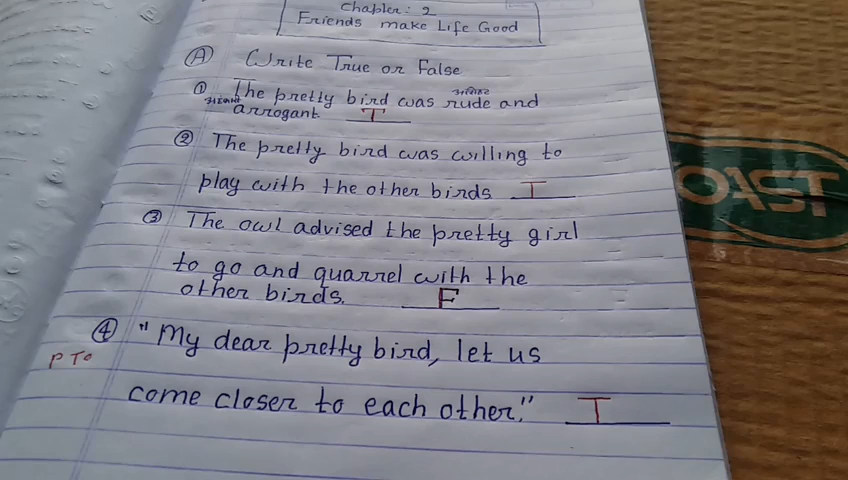 Chapter: 2
Friends make Life Good
Ⓐ Write True or False
अशिष्ट
① The pretty bird was rude and
arrogant. T
② The pretty bird was willing to
play with the other birds T
③ The owl advised the pretty girl
to go and quarrel with the
other birds. F
④ "My dear pretty bird, let us
PTO
come closer to each other." T
OAST